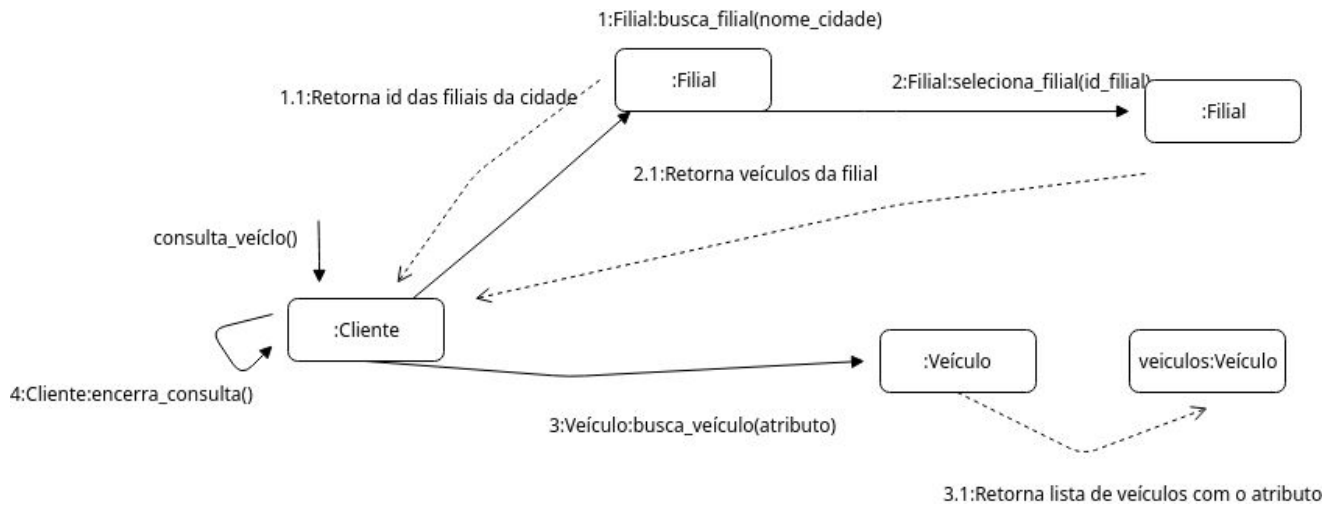 1:Filial:busca_filial(nome_cidade)
:Filial
2:Filial:seleciona_filial(id_filial)
:Filial
1.1:Retorna id das filiais da cidade
2.1:Retorna veículos da filial
consulta_veíclo()
:Cliente
:Veículo
veiculos:Veículo
4:Cliente:encerra_consulta()
3:Veículo:busca_veículo(atributo)
3.1:Retorna lista de veículos com o atributo